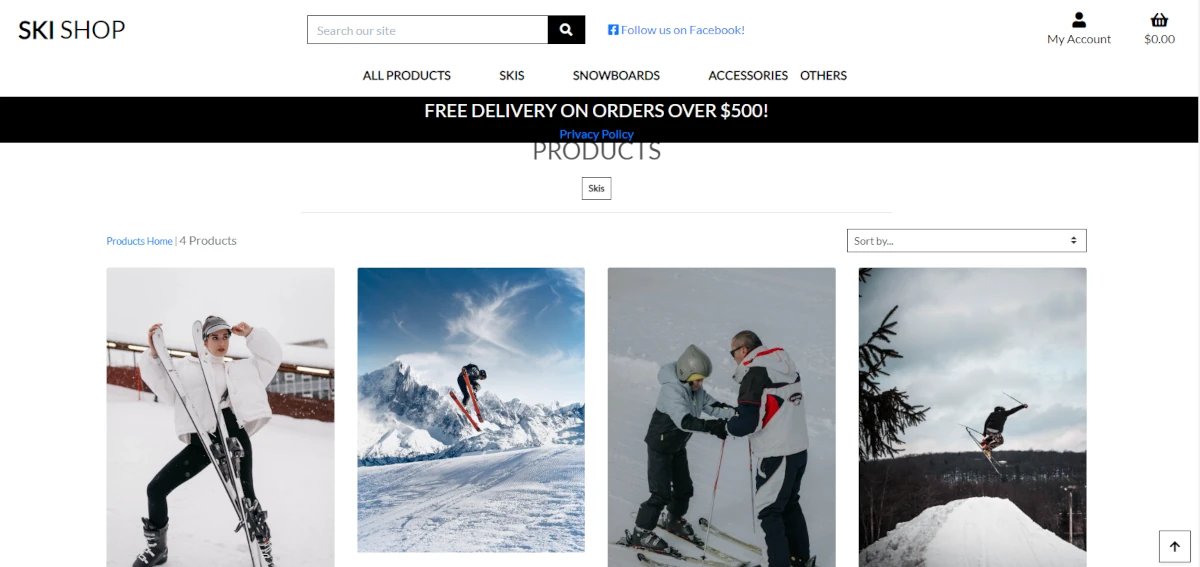 SKI SHOP
Search our site
Follow us on Facebook!
My Account
$0.00
ALL PRODUCTS
SKIS
SNOWBOARDS
ACCESSORIES
OTHERS
FREE DELIVERY ON ORDERS OVER $500!
Privacy Policy
PRODUCTS
Skis
Products Home | 4 Products
Sort by...